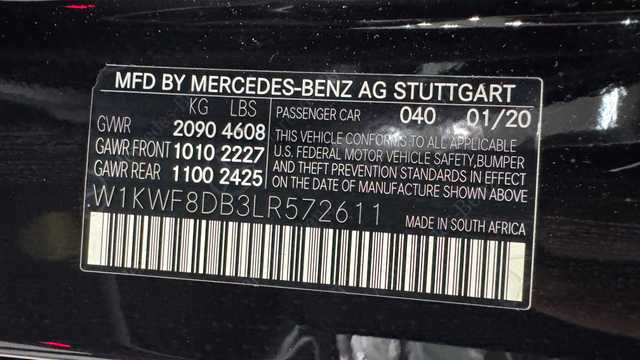 MFD BY MERCEDES-BENZ AG STUTTGART
KG LBS
GVWR 2090 4608
GAWR FRONT 1010 2227
GAWR REAR 1100 2425
PASSENGER CAR 040 01/20
THIS VEHICLE CONFORMS TO ALL APPLICABLE
U.S. FEDERAL MOTOR VEHICLE SAFETY, BUMPER
AND THEFT PREVENTION STANDARDS IN EFFECT
ON THE DATE OF MANUFACTURE SHOWN ABOVE
W1KWF8DB3LR572611
MADE IN SOUTH AFRICA